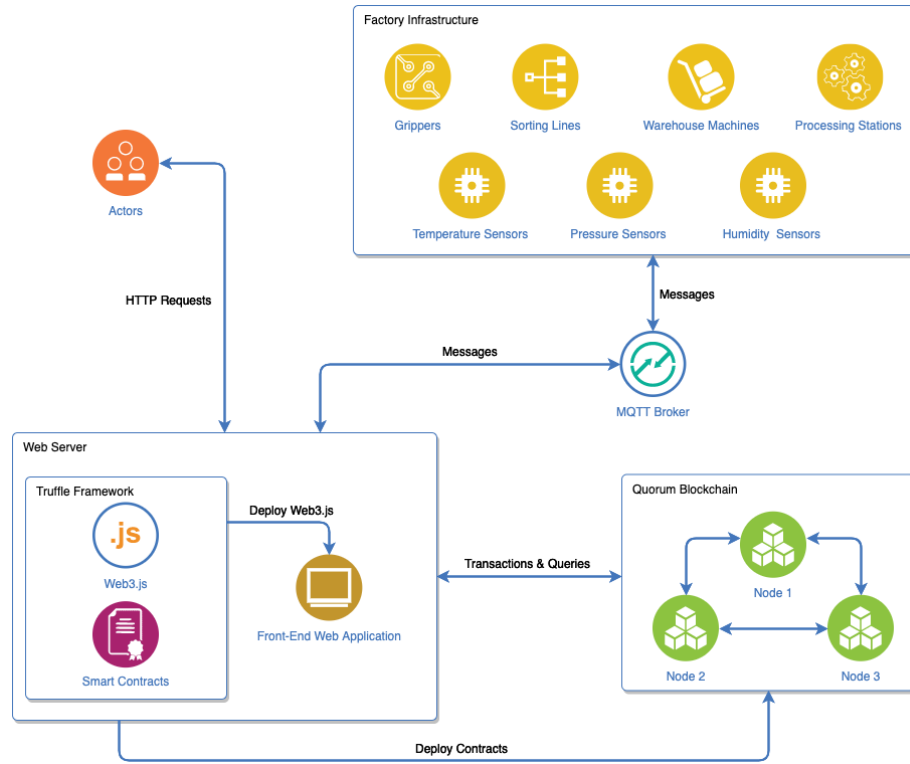 Factory Infrastructure
Grippers
Sorting Lines
Warehouse Machines
Processing Stations
Temperature Sensors
Pressure Sensors
Humidity Sensors
Actors
HTTP Requests
Messages
Messages
MQTT Broker
Web Server
Truffle Framework
.js
Web3.js
Smart Contracts
Deploy Web3.js
Front-End Web Application
Transactions & Queries
Quorum Blockchain
Node 1
Node 2
Node 3
Deploy Contracts